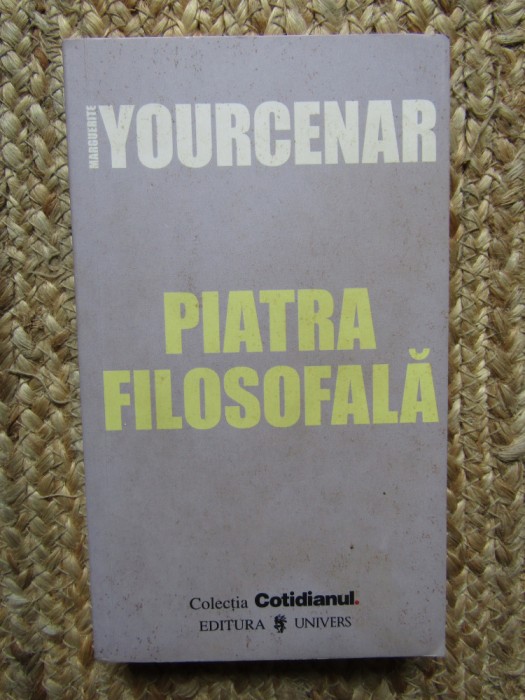 MARGUERITE
YOURCENAR
PIATRA
FILOSOFALĂ
Colecția Cotidianul.
EDITURA UNIVERS